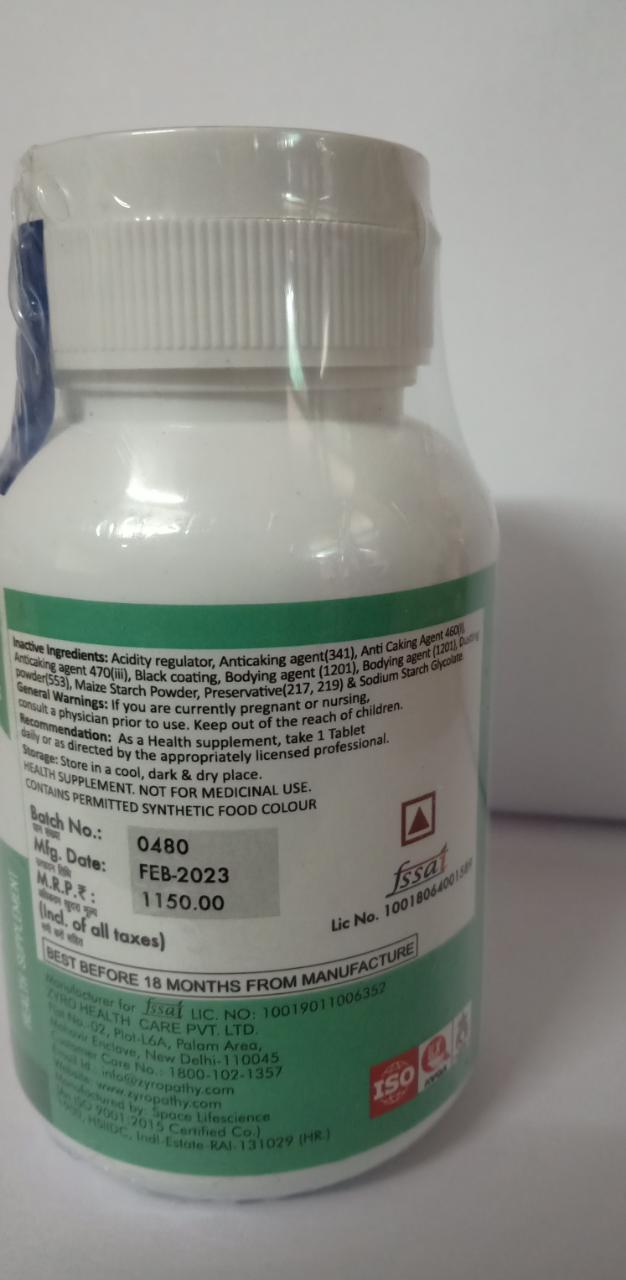 Inactive Ingredients: Acidity regulator, Anticaking agent(341), Anti Caking Agent 460(i),
Anticaking agent 470(iii), Black coating, Bodying agent (1201), Bodying agent (1201), Dusting
powder(553), Maize Starch Powder, Preservative(217, 219) & Sodium Starch Glycolate
General Warnings: If you are currently pregnant or nursing,
consult a physician prior to use. Keep out of the reach of children.
Recommendation: As a Health supplement, take 1 Tablet
daily or as directed by the appropriately licensed professional.
Storage: Store in a cool, dark & dry place.
HEALTH SUPPLEMENT. NOT FOR MEDICINAL USE.
CONTAINS PERMITTED SYNTHETIC FOOD COLOUR
Batch No.: 0480
Mfg. Date: FEB-2023
M.R.P.₹ : 1150.00
(Incl. of all taxes)
fssai
Lic No. 10018064001589
BEST BEFORE 18 MONTHS FROM MANUFACTURE
Manufacturer for fssai LIC. NO: 10019011006352
ZYRO HEALTH CARE PVT. LTD.
Plot No.-02, Plot-L6A, Palam Area,
Mahavir Enclave, New Delhi-110045
Customer Care No.: 1800-102-1357
Email Id.: info@zyropathy.com
Website: www.zyropathy.com
Manufactured by: Space Lifescience
(An ISO 9001:2015 Certified Co.)
HSIIDC, Indl-Estate-RAI-131029 (HR.)
ISO
HEALTH SUPPLEMENT